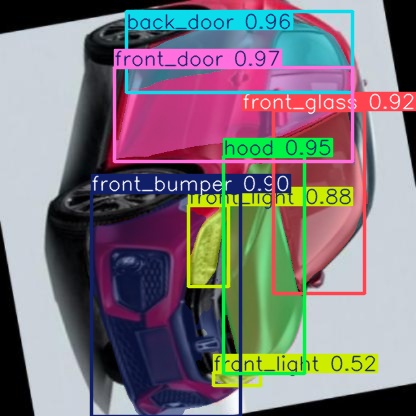 back_door 0.96
front_door 0.97
front_glass 0.92
hood 0.95
front_bumper 0.90
front_light 0.88
front_light 0.52